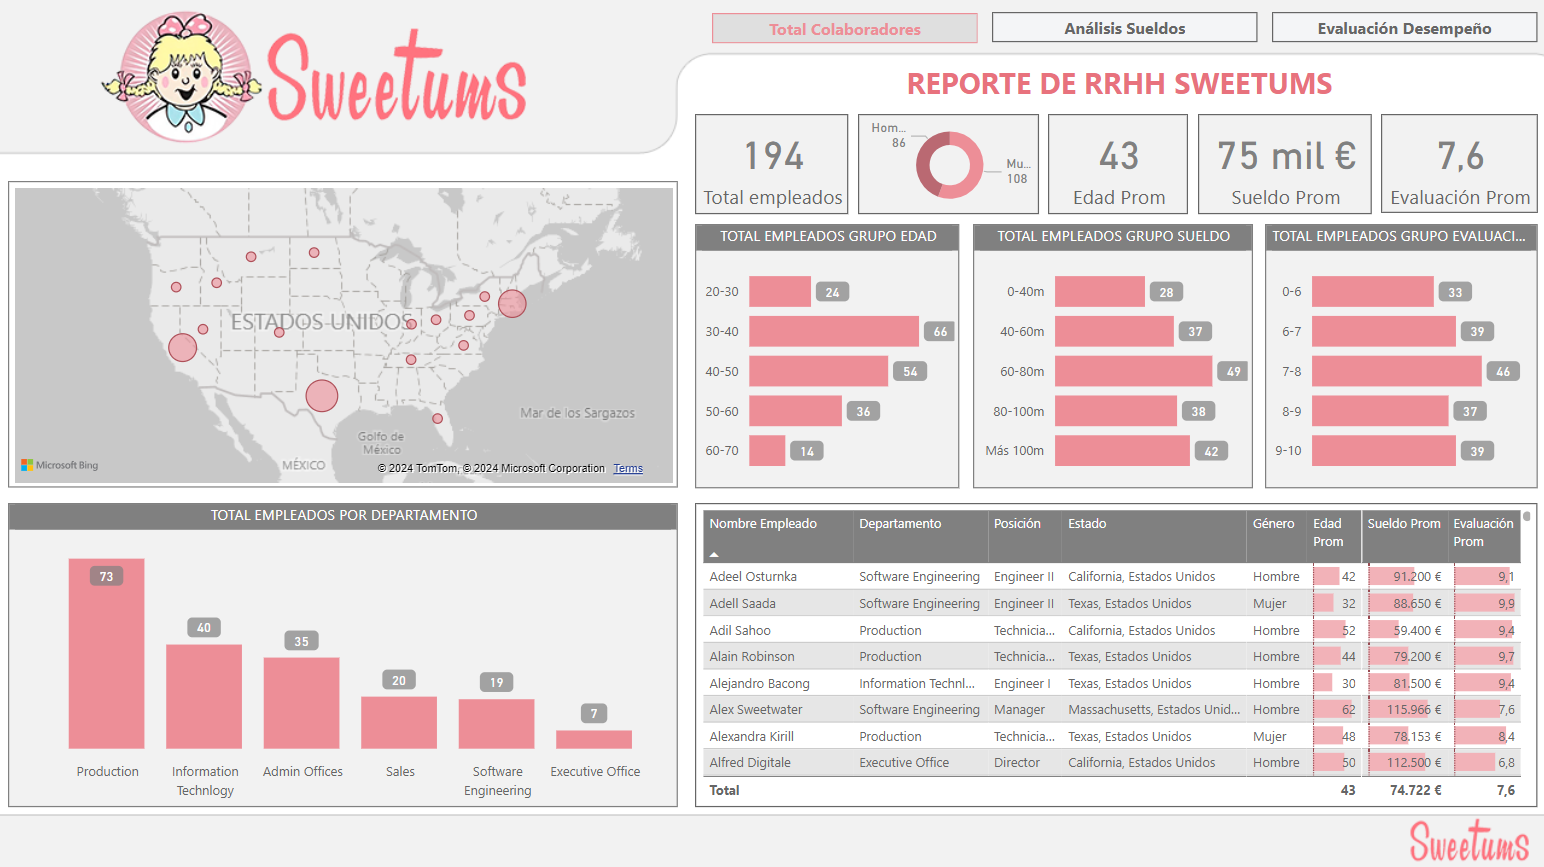 Sweetums
Total Colaboradores
Análisis Sueldos
Evaluación Desempeño
REPORTE DE RRHH SWEETUMS
194
Total empleados
Hom...
86
Mu...
108
43
Edad Prom
75 mil €
Sueldo Prom
7,6
Evaluación Prom
ESTADOS UNIDOS
Mar de los Sargazos
Golfo de
México
MÉXICO
Microsoft Bing
© 2024 TomTom, © 2024 Microsoft Corporation Terms
TOTAL EMPLEADOS GRUPO EDAD
20-30 24
30-40 66
40-50 54
50-60 36
60-70 14
TOTAL EMPLEADOS GRUPO SUELDO
0-40m 28
40-60m 37
60-80m 49
80-100m 38
Más 100m 42
TOTAL EMPLEADOS GRUPO EVALUACI...
0-6 33
6-7 39
7-8 46
8-9 37
9-10 39
TOTAL EMPLEADOS POR DEPARTAMENTO
73
40
35
20
19
7
Production
Information
Technlogy
Admin Offices
Sales
Software
Engineering
Executive Office
Nombre Empleado Departamento Posición Estado Género Edad Prom Sueldo Prom Evaluación Prom
Adeel Osturnka Software Engineering Engineer II California, Estados Unidos Hombre 42 91.200 € 9,1
Adell Saada Software Engineering Engineer II Texas, Estados Unidos Mujer 32 88.650 € 9,9
Adil Sahoo Production Technicia... California, Estados Unidos Hombre 52 59.400 € 9,4
Alain Robinson Production Technicia... Texas, Estados Unidos Hombre 44 79.200 € 9,7
Alejandro Bacong Information Technl... Engineer I Texas, Estados Unidos Hombre 30 81.500 € 9,4
Alex Sweetwater Software Engineering Manager Massachusetts, Estados Unid... Hombre 62 115.966 € 7,6
Alexandra Kirill Production Technicia... Texas, Estados Unidos Mujer 48 78.153 € 8,4
Alfred Digitale Executive Office Director California, Estados Unidos Hombre 50 112.500 € 6,8
Total 43 74.722 € 7,6
Sweetums